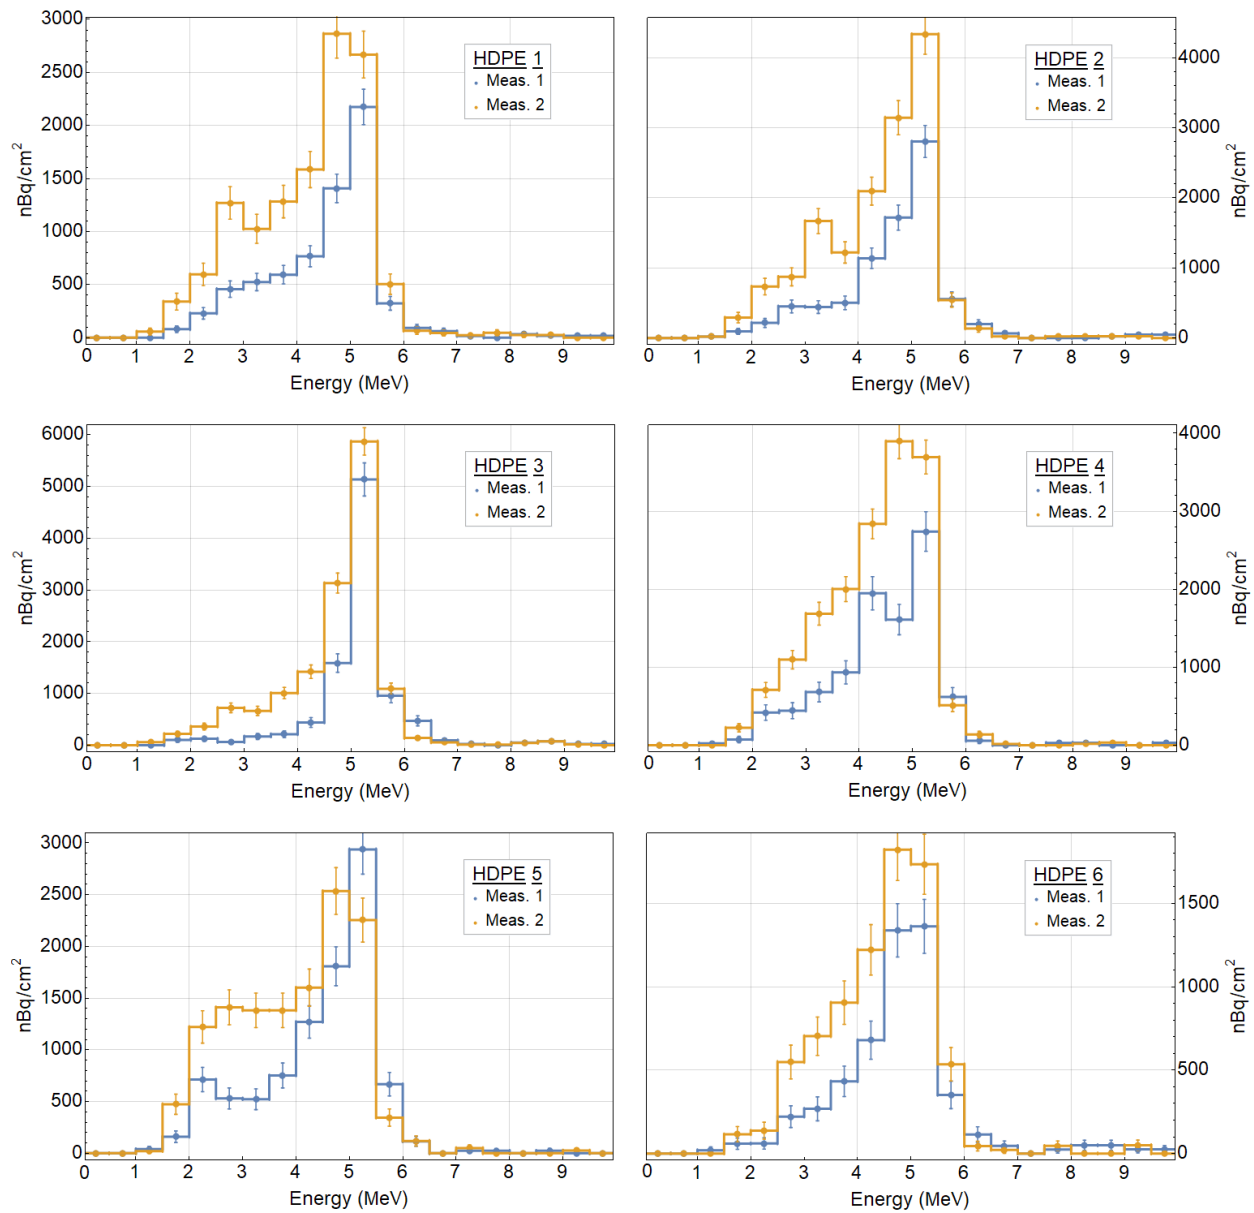 3000
2500
2000
1500
1000
500
0
nBq/cm²
HDPE 1
Meas. 1
Meas. 2
0 1 2 3 4 5 6 7 8 9
Energy (MeV)
4000
3000
2000
1000
0
nBq/cm²
HDPE 2
Meas. 1
Meas. 2
0 1 2 3 4 5 6 7 8 9
Energy (MeV)
6000
5000
4000
3000
2000
1000
0
nBq/cm²
HDPE 3
Meas. 1
Meas. 2
0 1 2 3 4 5 6 7 8 9
Energy (MeV)
4000
3000
2000
1000
0
nBq/cm²
HDPE 4
Meas. 1
Meas. 2
0 1 2 3 4 5 6 7 8 9
Energy (MeV)
3000
2500
2000
1500
1000
500
0
nBq/cm²
HDPE 5
Meas. 1
Meas. 2
0 1 2 3 4 5 6 7 8 9
Energy (MeV)
1500
1000
500
0
nBq/cm²
HDPE 6
Meas. 1
Meas. 2
0 1 2 3 4 5 6 7 8 9
Energy (MeV)